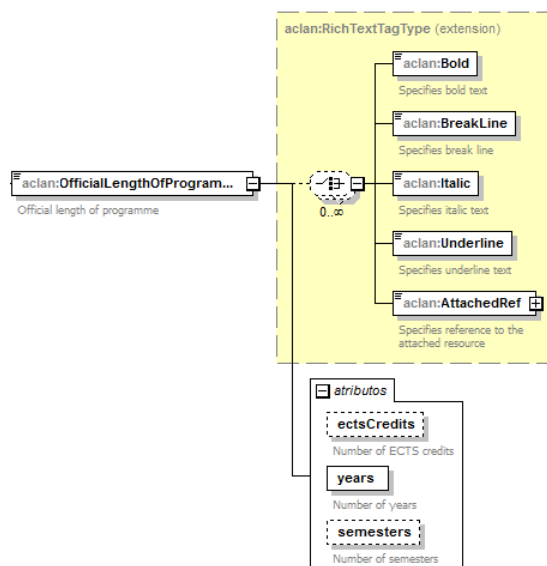 aclan:RichTextTagType (extension)
aclan:Bold
Specifies bold text
aclan:BreakLine
Specifies break line
aclan:OfficialLengthOfProgram...
Official length of programme
0..∞
aclan:Italic
Specifies italic text
aclan:Underline
Specifies underline text
aclan:AttachedRef
Specifies reference to the
attached resource
atributos
ectsCredits
Number of ECTS credits
years
Number of years
semesters
Number of semesters